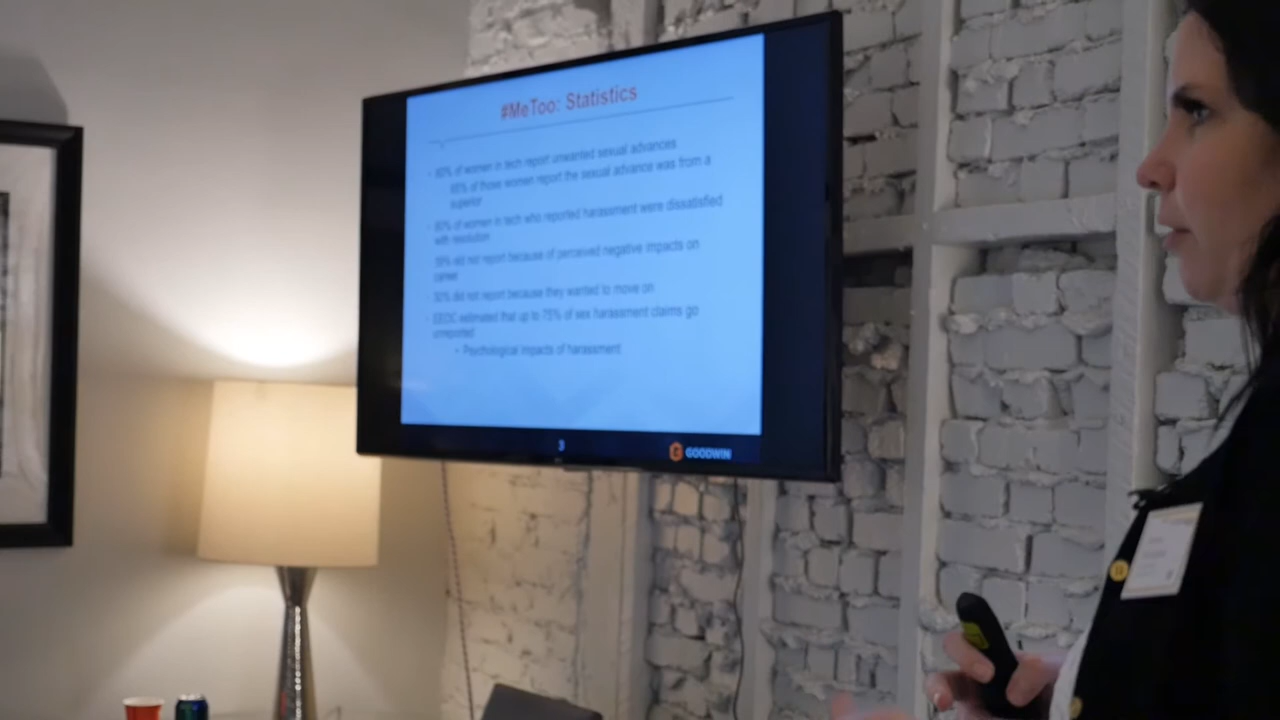 #MeToo: Statistics
60% of women in tech report unwanted sexual advances
65% of those women report the sexual advance was from a
superior
60% of women in tech who reported harassment were dissatisfied
with resolution
39% did not report because of perceived negative impacts on
career
30% did not report because they wanted to move on
EEOC estimated that up to 75% of sex harassment claims go
unreported
• Psychological impacts of harassment
3
GOODWIN